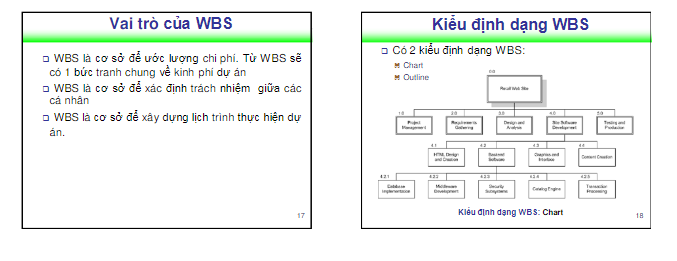 Vai trò của WBS
❑ WBS là cơ sở để ước lượng chi phí. Từ WBS sẽ
có 1 bức tranh chung về kinh phí dự án
❑ WBS là cơ sở để xác định trách nhiệm giữa các
cá nhân
❑ WBS là cơ sở để xây dựng lịch trình thực hiện dự
án.
17
Kiểu định dạng WBS
❑ Có 2 kiểu định dạng WBS:
Chart
Outline
0.0
Retail Web Site
1.0 2.0 3.0 4.0 5.0
Project Management
Requirements Gathering
Design and Analysis
Site Software Development
Testing and Production
4.1 4.2 4.3 4.4
HTML Design and Creation
Backend Software
Graphics and Interface
Content Creation
4.2.1 4.2.2 4.2.3 4.2.4 4.2.5
Database Implementation
Middleware Development
Security Subsystems
Catalog Engine
Transaction Processing
Kiểu định dạng WBS: Chart
18